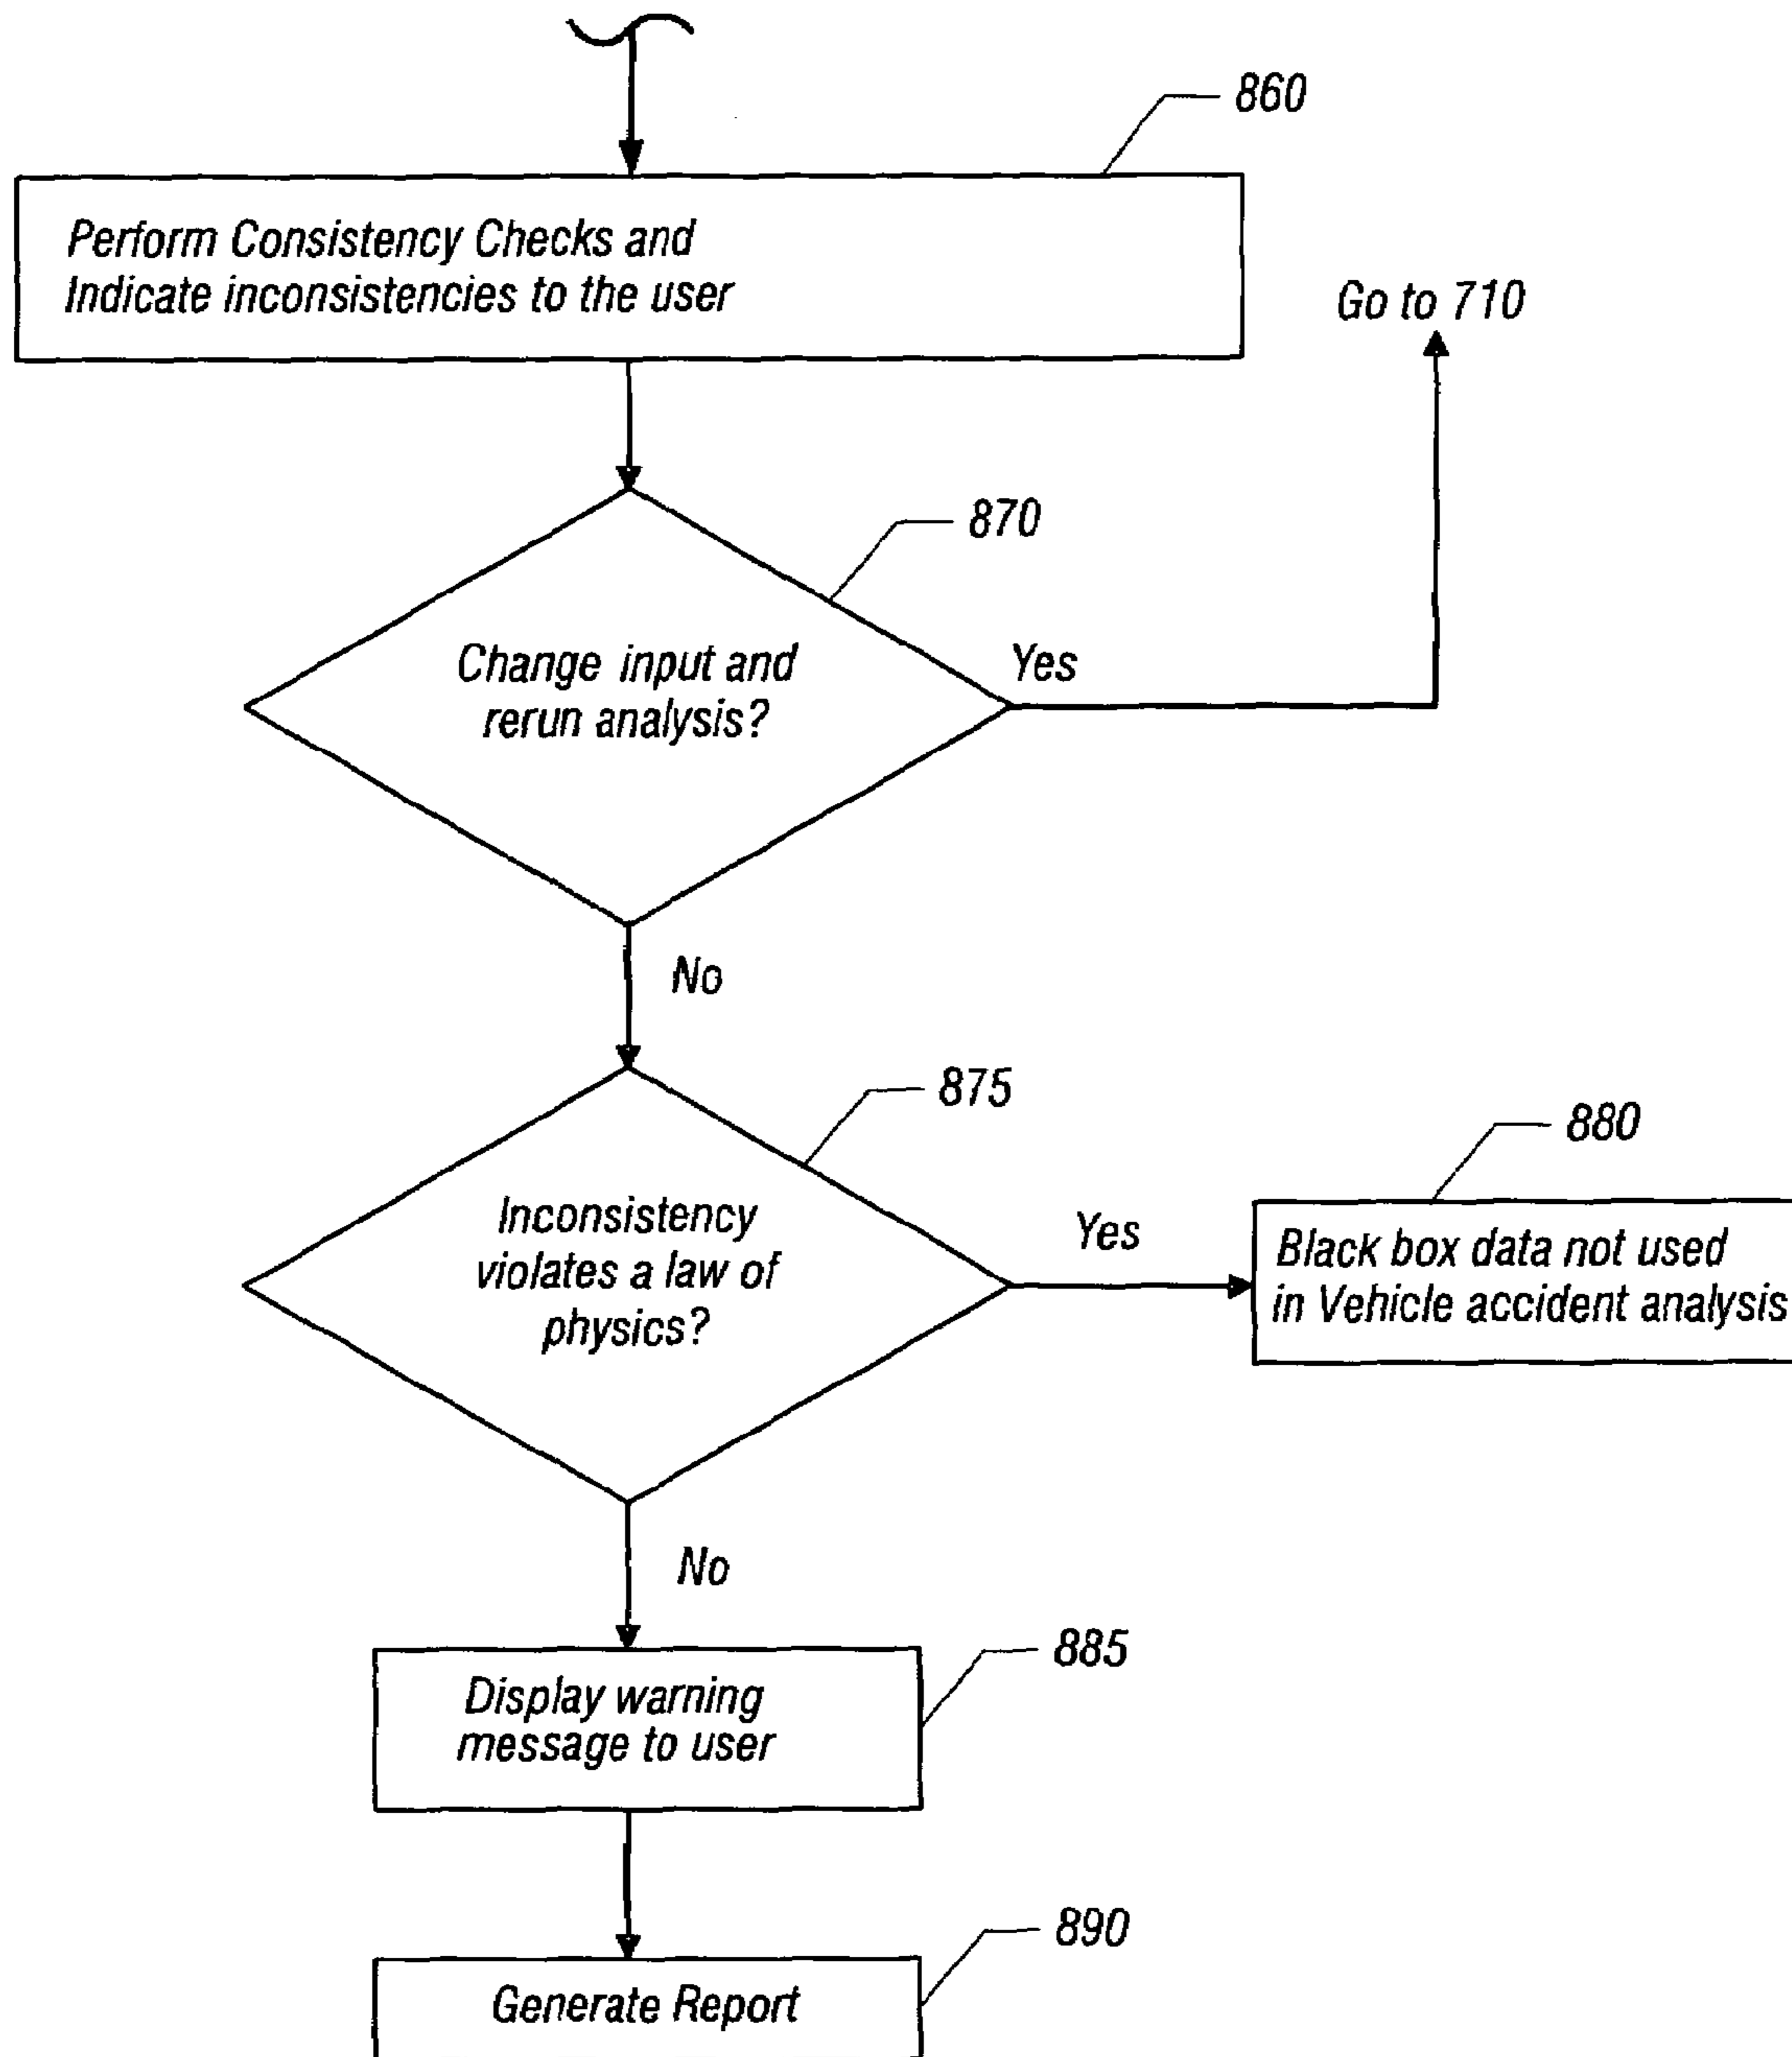 860
Perform Consistency Checks and
Indicate inconsistencies to the user
Go to 710
870
Change input and
rerun analysis?
Yes
No
875
Inconsistency
violates a law of
physics?
Yes
880
Black box data not used
in Vehicle accident analysis
No
885
Display warning
message to user
890
Generate Report